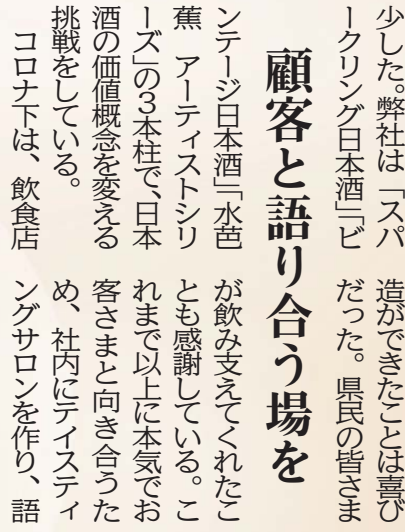 顧客と語り合う場を
少した。弊社は「スパ
ークリング日本酒」「ビ
ンテージ日本酒」「水芭
蕉　アーティストシリ
ーズ」の3本柱で、日本
酒の価値概念を変える
挑戦をしている。
　コロナ下は、飲食店
造ができたことは喜び
だった。県民の皆さま
が飲み支えてくれたこ
とも感謝している。こ
れまで以上に本気でお
客さまと向き合うた
め、社内にテイスティ
ングサロンを作り、語